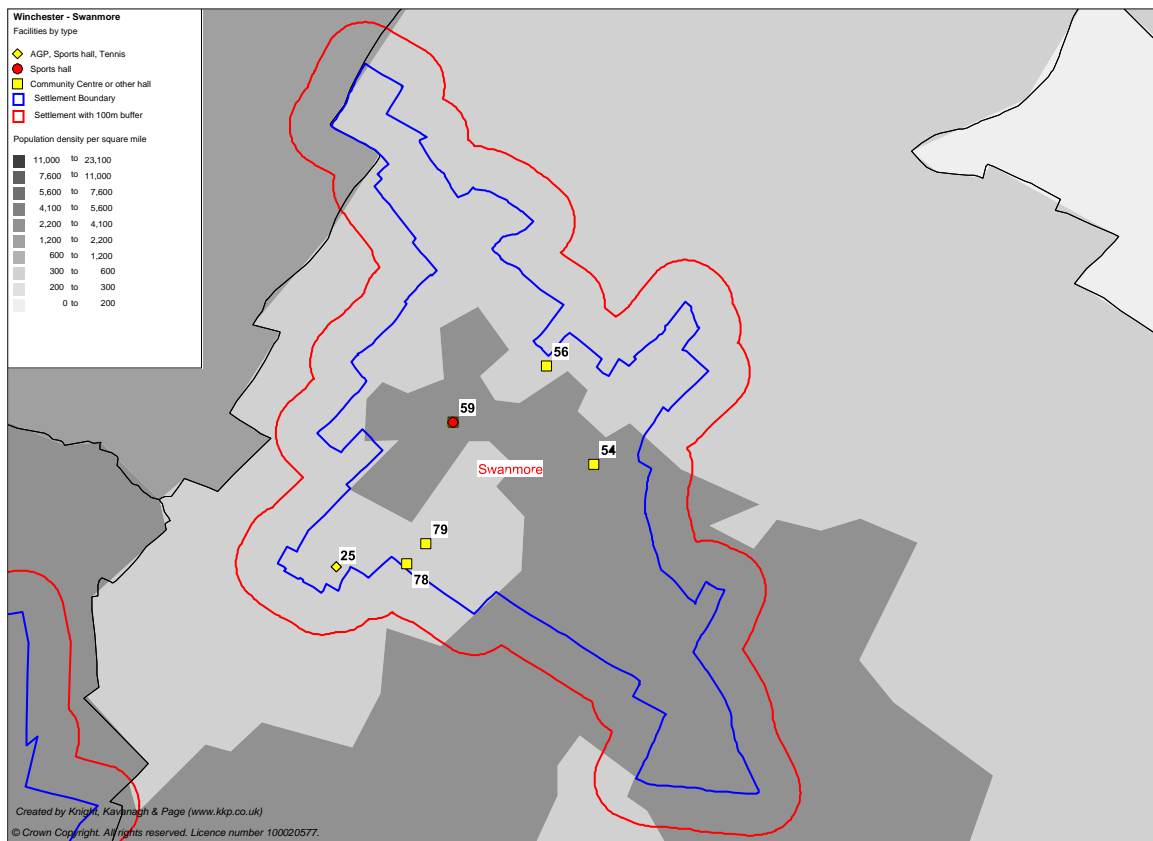 Winchester - Swanmore
Facilities by type
AGP, Sports hall, Tennis
Sports hall
Community Centre or other hall
Settlement Boundary
Settlement with 100m buffer
Population density per square mile
11,000 to 23,100
7,600 to 11,000
5,600 to 7,600
4,100 to 5,600
2,200 to 4,100
1,200 to 2,200
600 to 1,200
300 to 600
200 to 300
0 to 200
56
59
54
Swanmore
79
25
78
Created by Knight, Kavanagh & Page (www.kkp.co.uk)
© Crown Copyright. All rights reserved. Licence number 100020577.